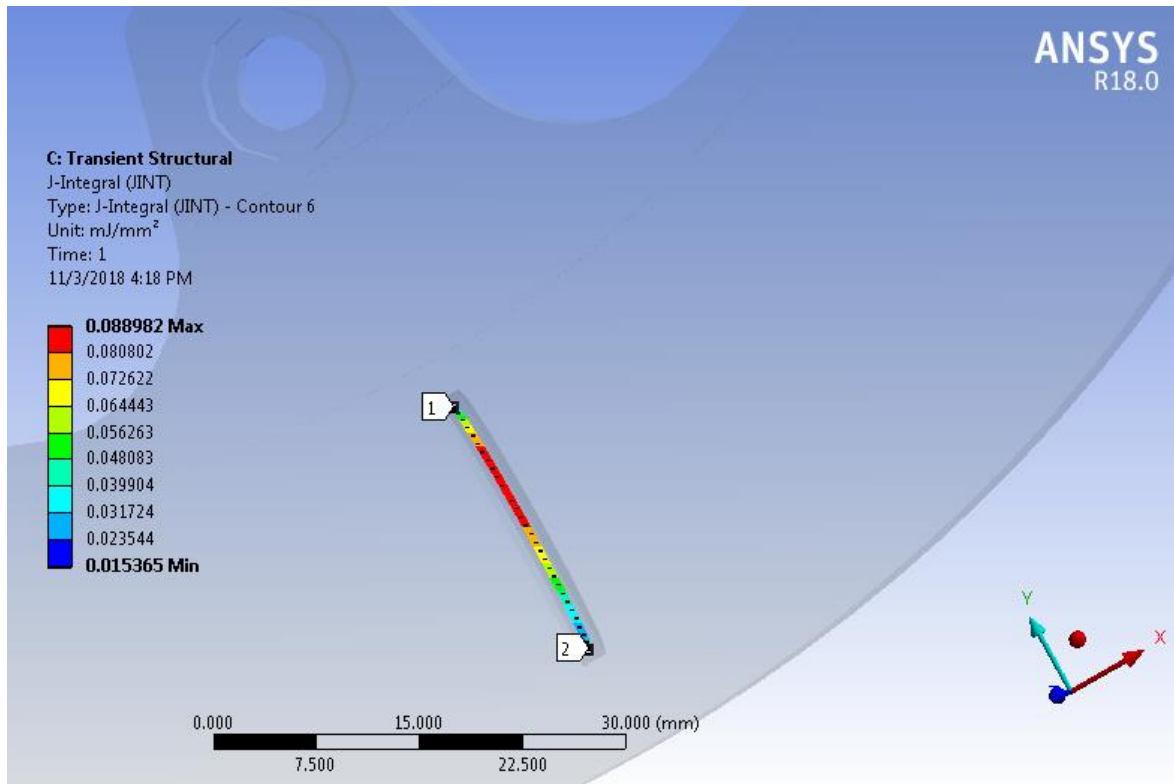 ANSYS
R18.0
C: Transient Structural
J-Integral (JINT)
Type: J-Integral (JINT) - Contour 6
Unit: mJ/mm²
Time: 1
11/3/2018 4:18 PM
0.088982 Max
0.080802
0.072622
0.064443
0.056263
0.048083
0.039904
0.031724
0.023544
0.015365 Min
1
2
0.000 15.000 30.000 (mm)
7.500 22.500
Y
X